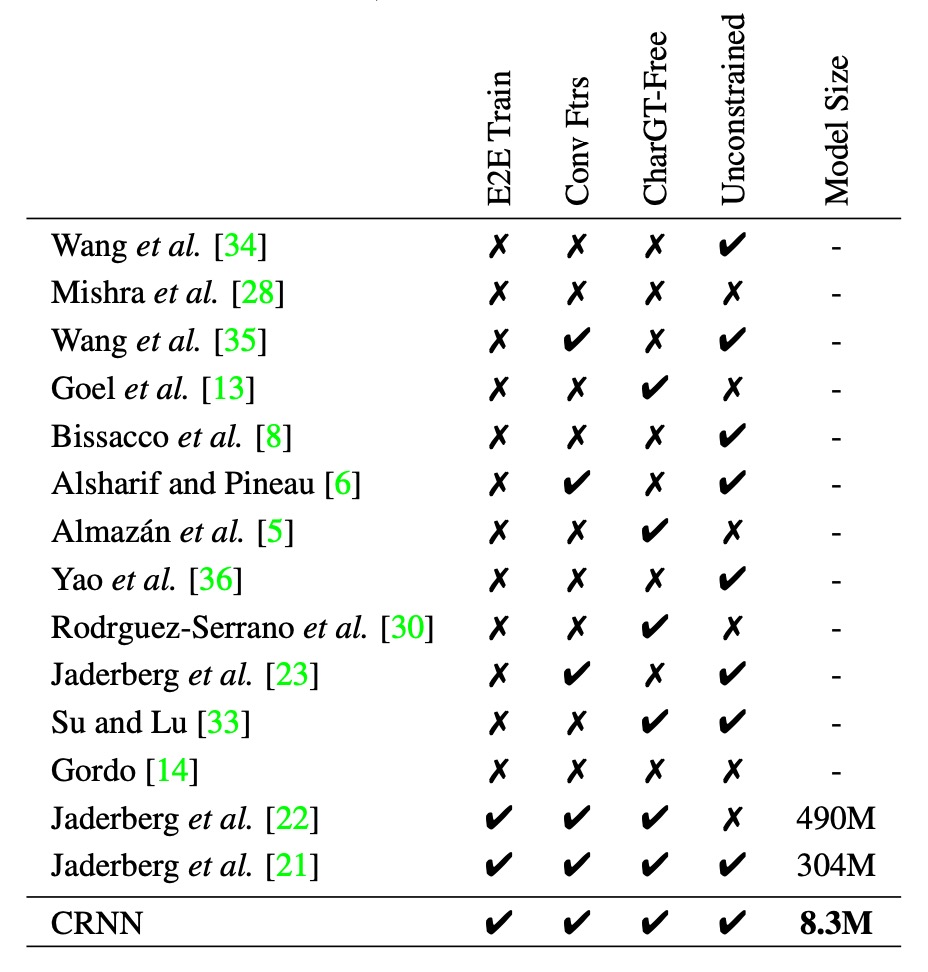 E2E Train Conv Ftrs CharGT-Free Unconstrained Model Size
Wang et al. [34] ✗ ✗ ✗ ✔ -
Mishra et al. [28] ✗ ✗ ✗ ✗ -
Wang et al. [35] ✗ ✔ ✗ ✔ -
Goel et al. [13] ✗ ✗ ✔ ✗ -
Bissacco et al. [8] ✗ ✗ ✗ ✔ -
Alsharif and Pineau [6] ✗ ✔ ✗ ✔ -
Almazán et al. [5] ✗ ✗ ✔ ✗ -
Yao et al. [36] ✗ ✗ ✗ ✔ -
Rodrguez-Serrano et al. [30] ✗ ✗ ✔ ✗ -
Jaderberg et al. [23] ✗ ✔ ✗ ✔ -
Su and Lu [33] ✗ ✗ ✔ ✔ -
Gordo [14] ✗ ✗ ✗ ✗ -
Jaderberg et al. [22] ✔ ✔ ✔ ✗ 490M
Jaderberg et al. [21] ✔ ✔ ✔ ✔ 304M
CRNN ✔ ✔ ✔ ✔ 8.3M